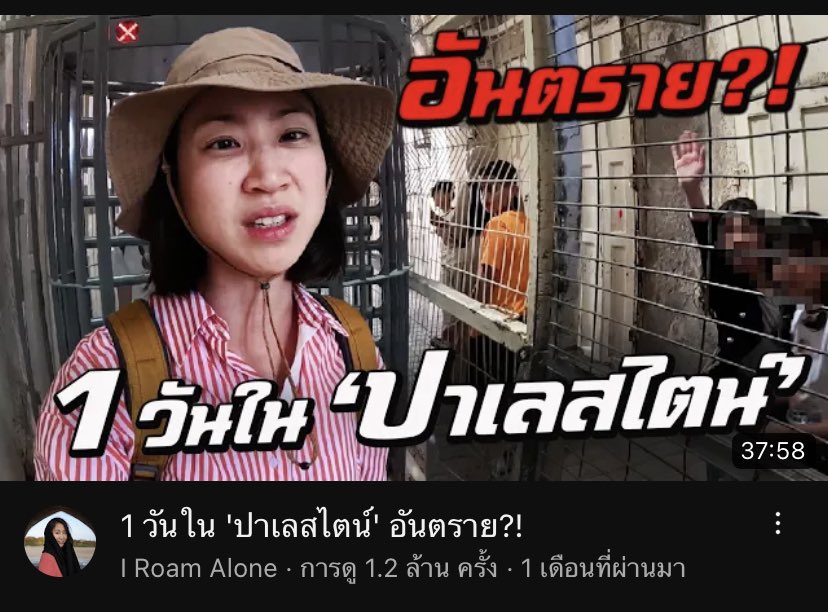 อันตราย?!
1 วันใน 'ปาเลสไตน์'
37:58
1 วันใน 'ปาเลสไตน์' อันตราย?!
I Roam Alone · การดู 1.2 ล้าน ครั้ง · 1 เดือนที่ผ่านมา